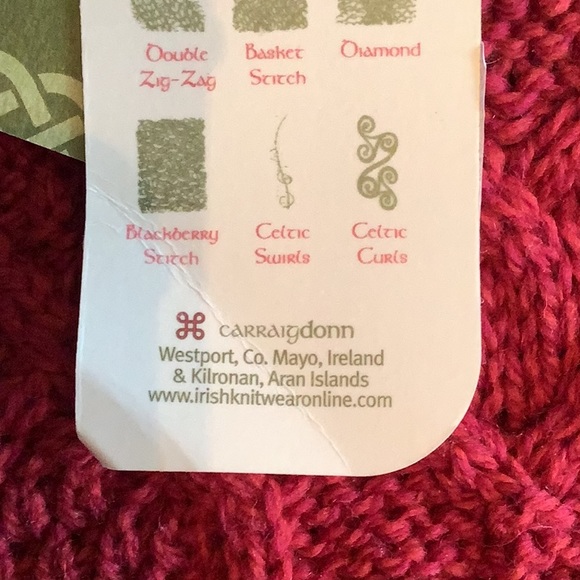 Double Zig-Zag
Basket Stitch
Diamond
Blackberry Stitch
Celtic Swirls
Celtic Curls
carraigdonn
Westport, Co. Mayo, Ireland
& Kilronan, Aran Islands
www.irishknitwearonline.com